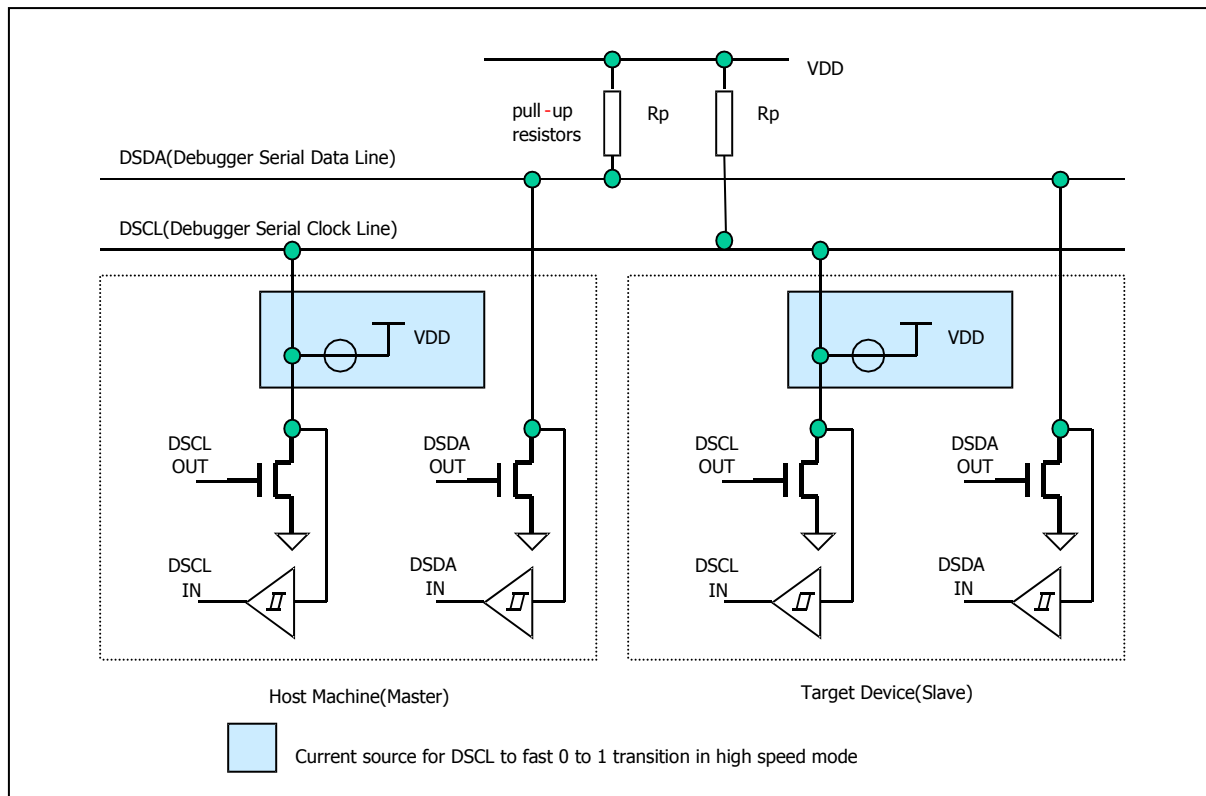 VDD
pull-up
resistors
Rp
Rp
DSDA(Debugger Serial Data Line)
DSCL(Debugger Serial Clock Line)
VDD
VDD
DSCL
OUT
DSDA
OUT
DSCL
OUT
DSDA
OUT
DSCL
IN
DSDA
IN
DSCL
IN
DSDA
IN
Host Machine(Master)
Target Device(Slave)
Current source for DSCL to fast 0 to 1 transition in high speed mode